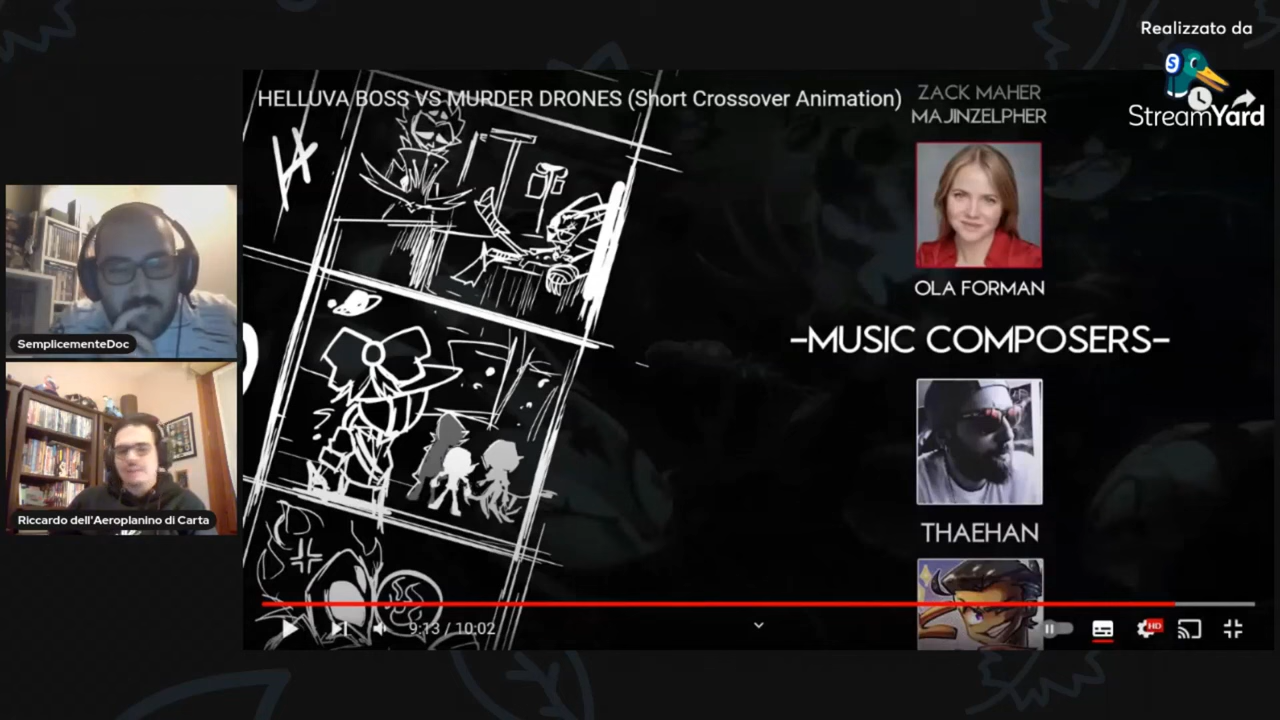 Realizzato da
StreamYard
HELLUVA BOSS VS MURDER DRONES (Short Crossover Animation)
ZACK MAHER
MAJINZELPHER
OLA FORMAN
-MUSIC COMPOSERS-
THAEHAN
SemplicementeDoc
Riccardo dell'Aeroplanino di Carta
9:13 / 10:02
HD